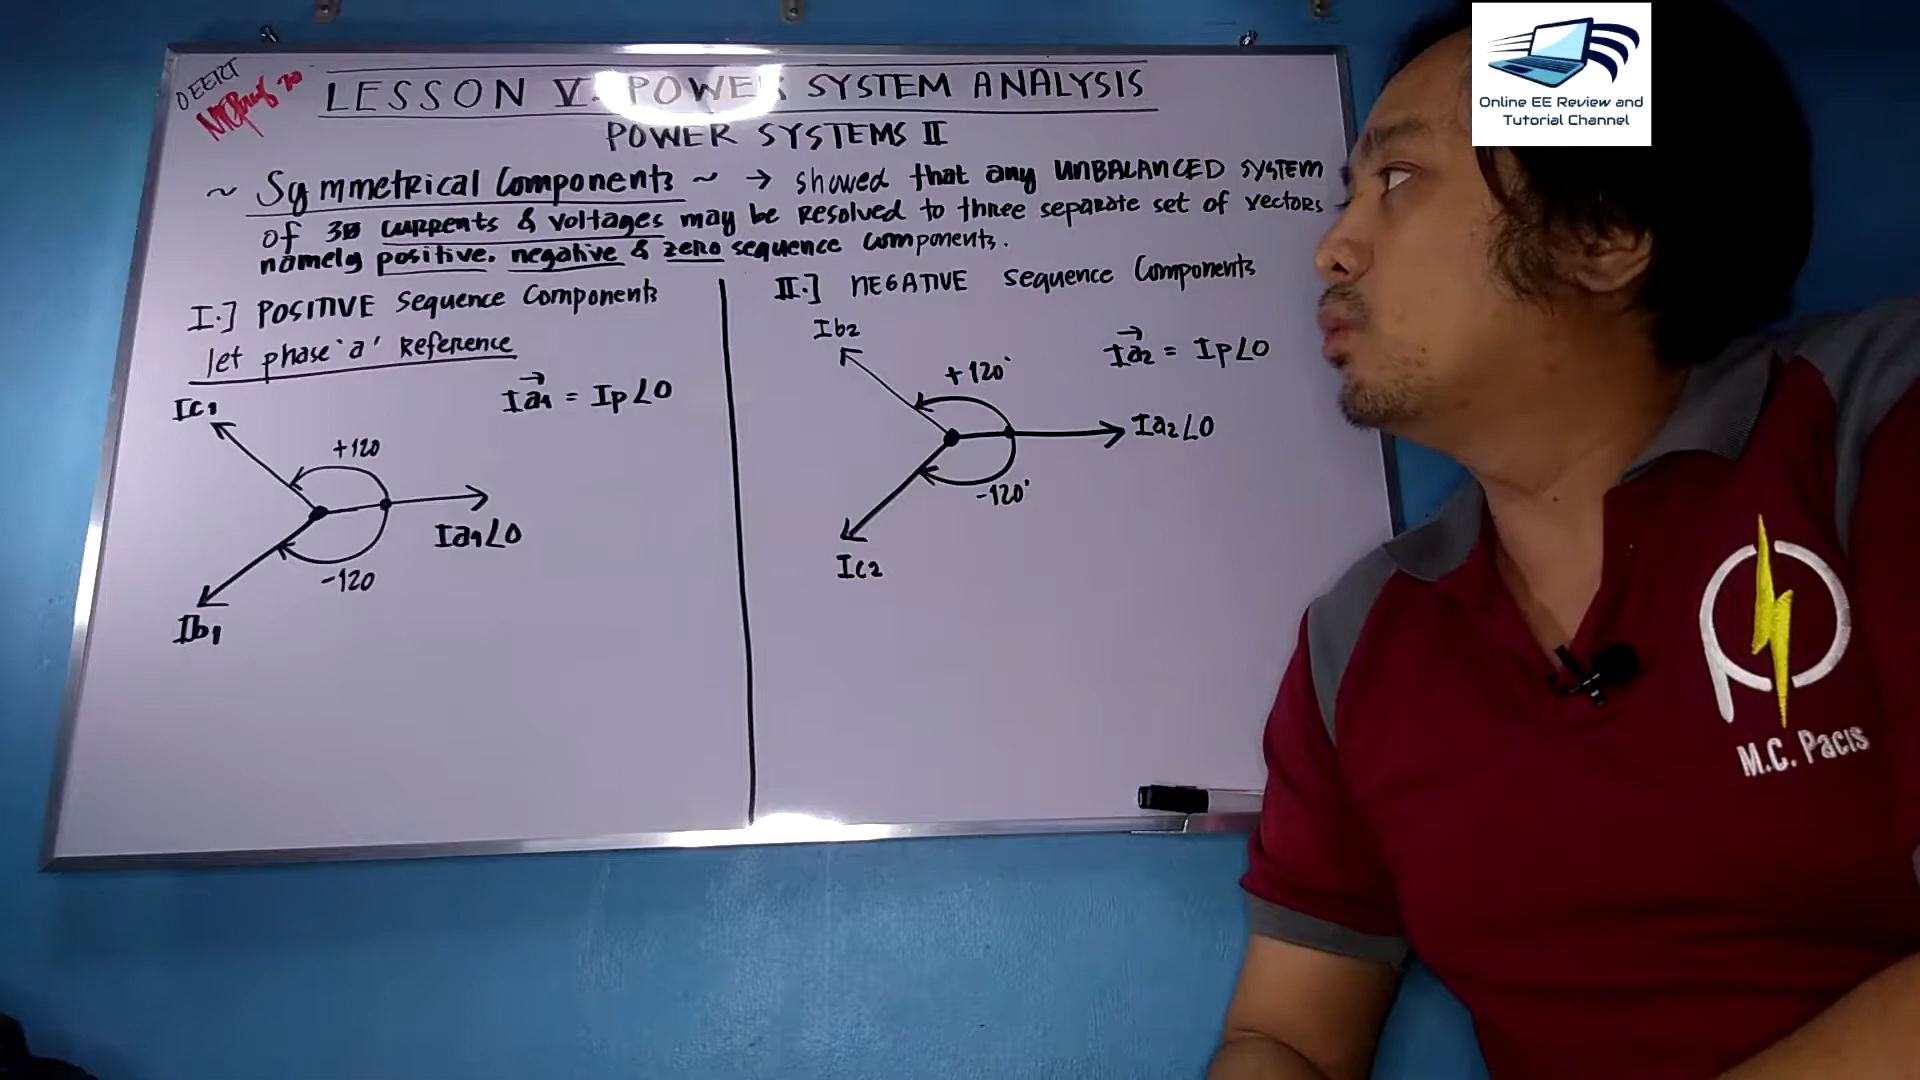 OEERT
LESSON V. POWER SYSTEM ANALYSIS
POWER SYSTEMS II
~ Symmetrical Components ~ → showed that any UNBALANCED SYSTEM
of 3Ø currents & voltages may be resolved to three separate set of vectors
namely positive, negative & zero sequence components.
I.] POSITIVE sequence Components
let phase 'a' Reference
Ia1 = Ip∠0
Ic1
+120
Ia1∠0
-120
Ib1
II.] NEGATIVE sequence Components
Ib2
Ia2 = Ip∠0
+120°
Ia2∠0
-120°
Ic2
Online EE Review and
Tutorial Channel
M.C. Pacis